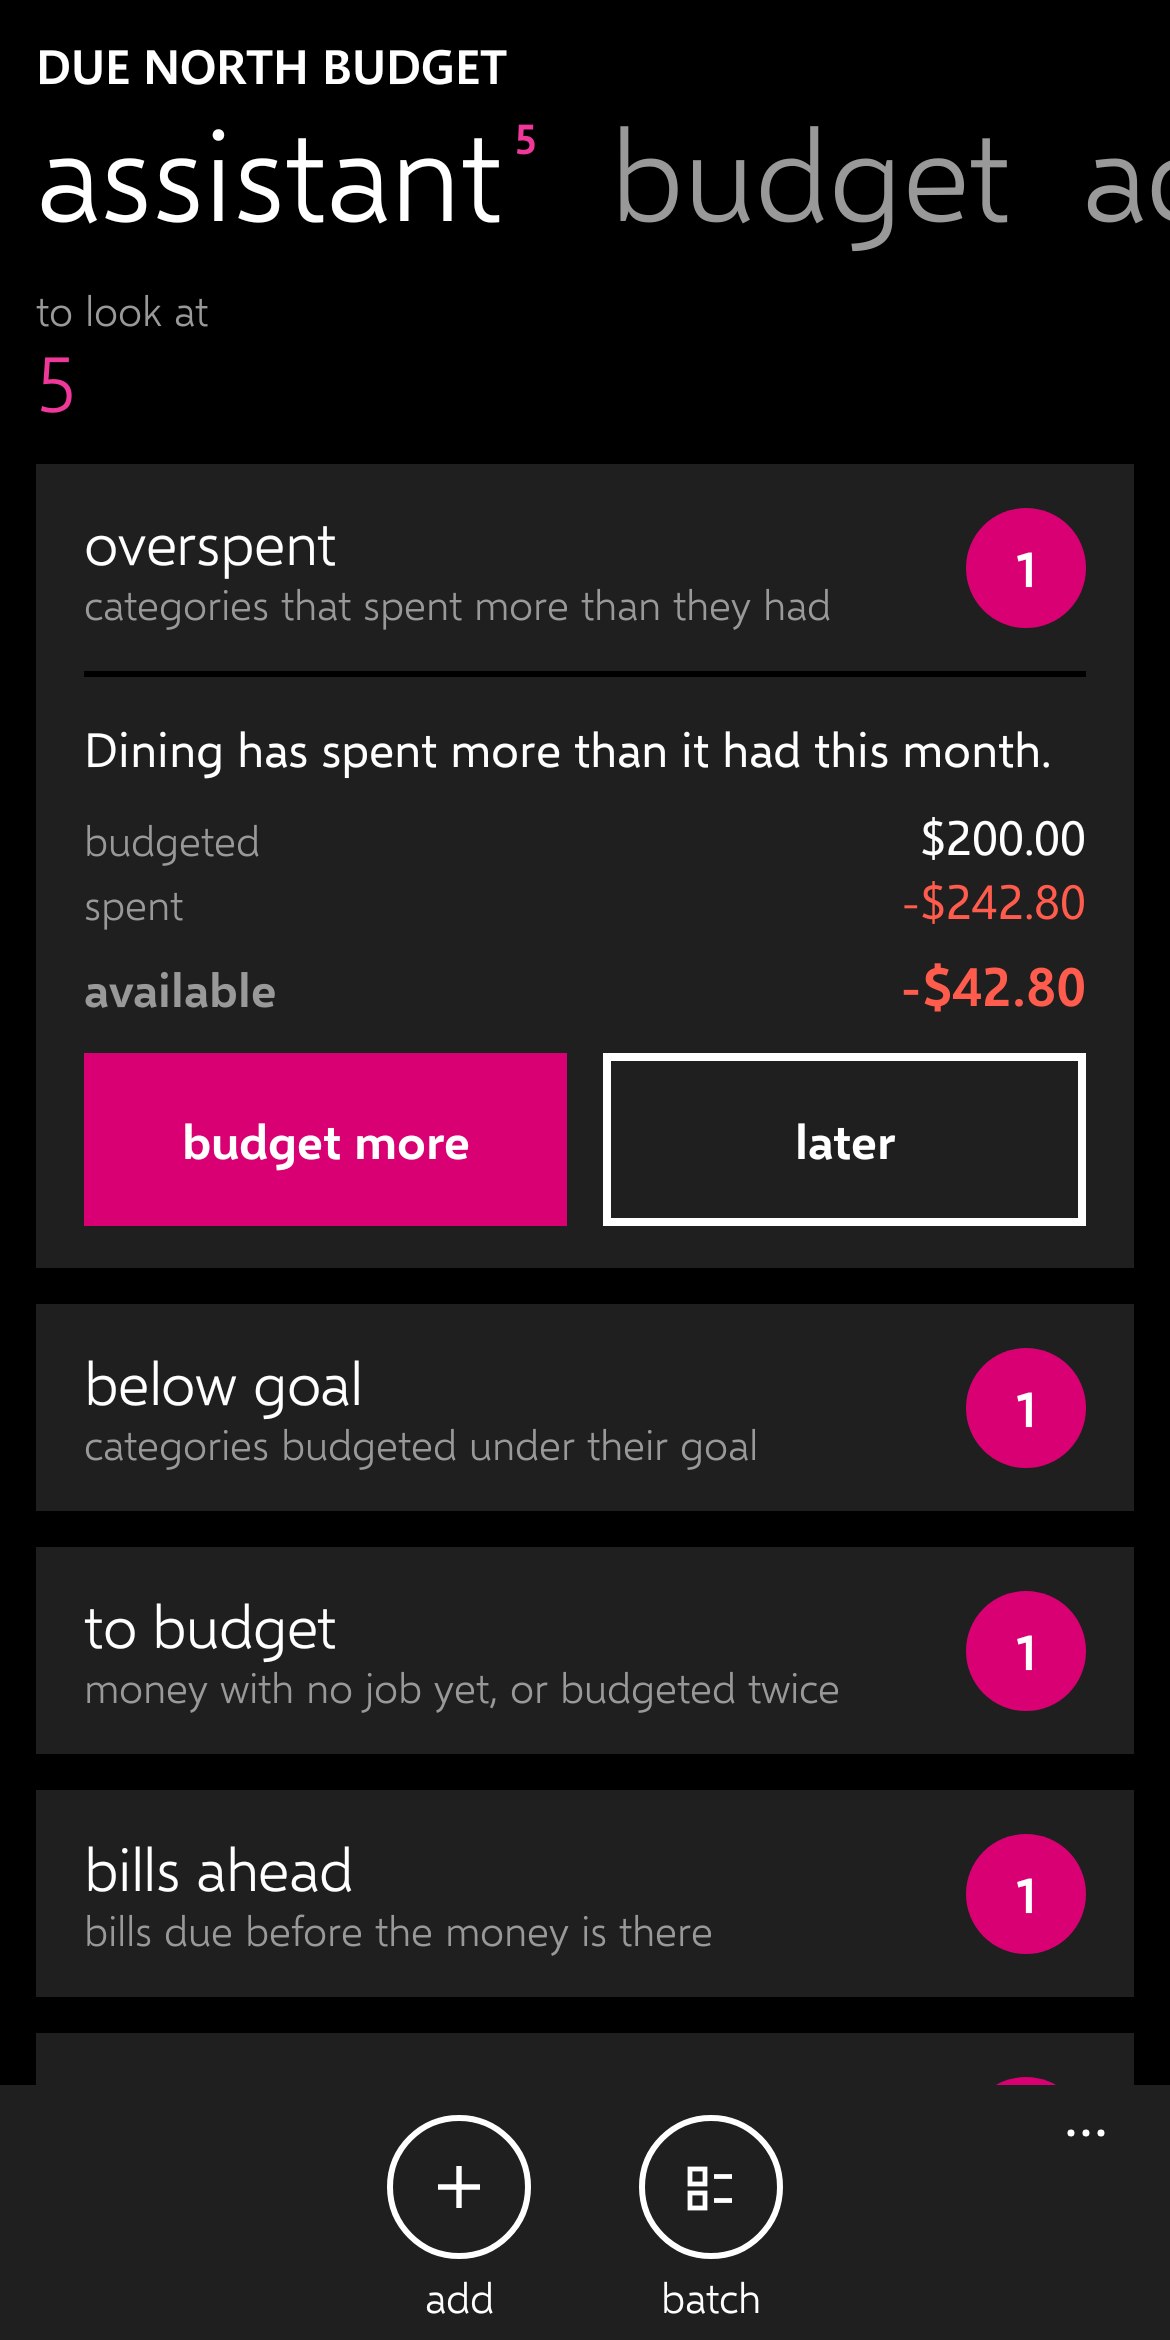 DUE NORTH BUDGET
assistant 5 budget
to look at
5
overspent
1
categories that spent more than they had
Dining has spent more than it had this month.
budgeted $200.00
spent -$242.80
available -$42.80
budget more later
below goal
1
categories budgeted under their goal
to budget
1
money with no job yet, or budgeted twice
bills ahead
1
bills due before the money is there
...
add batch